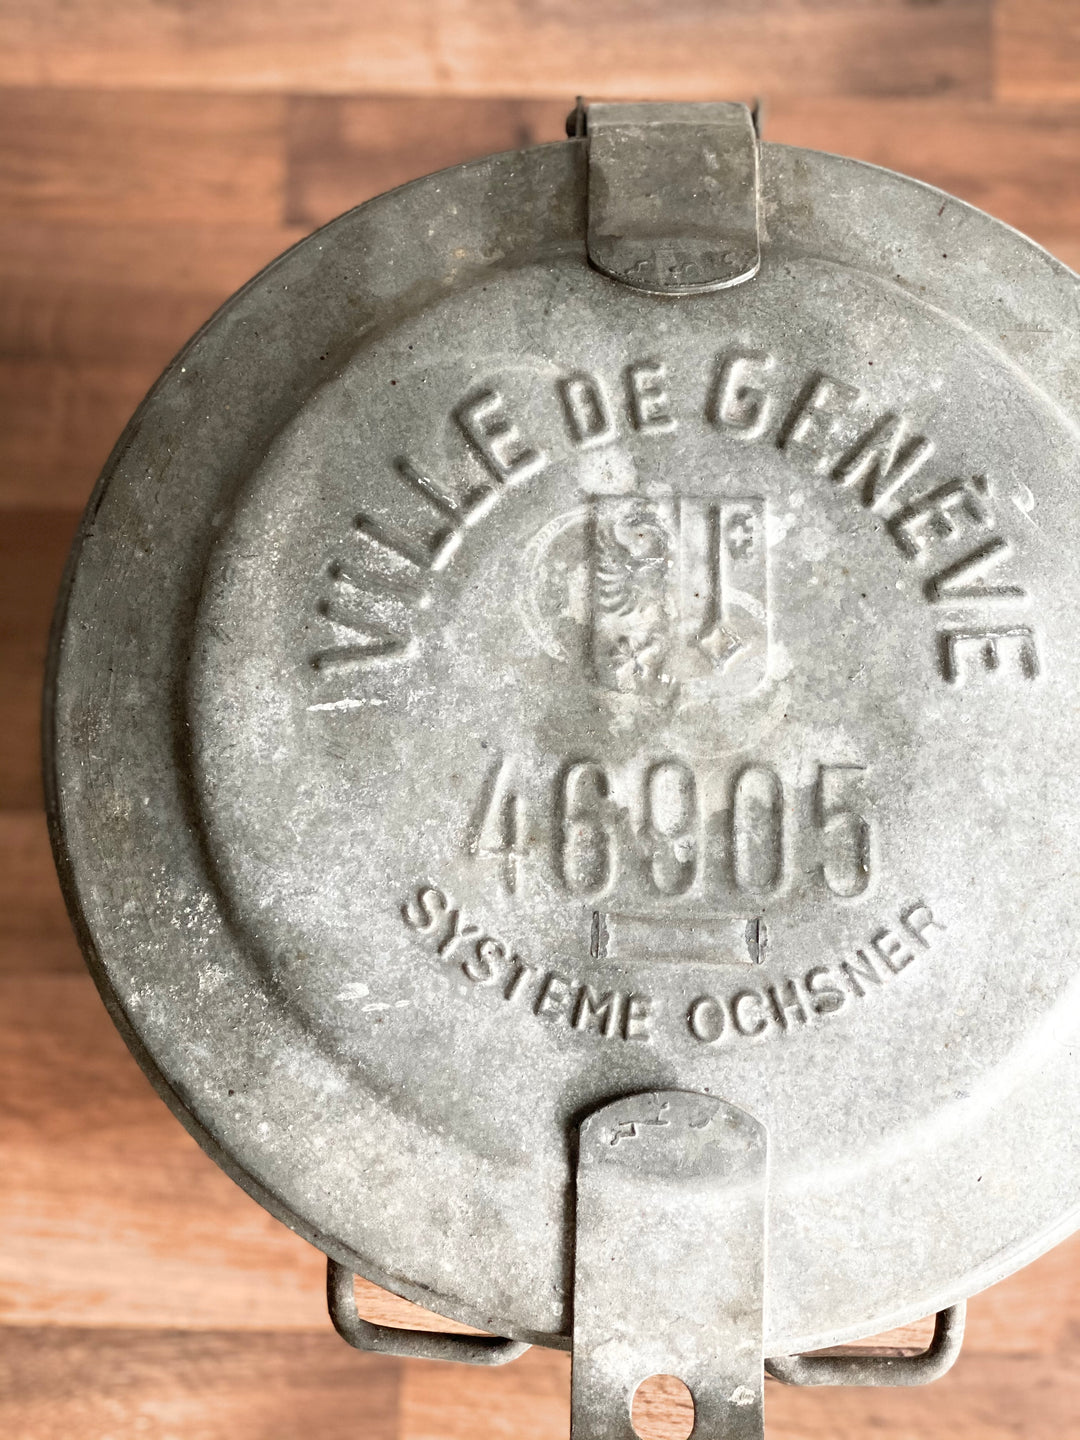 VILLE DE GENÈVE
46905
SYSTEME OCHSNER